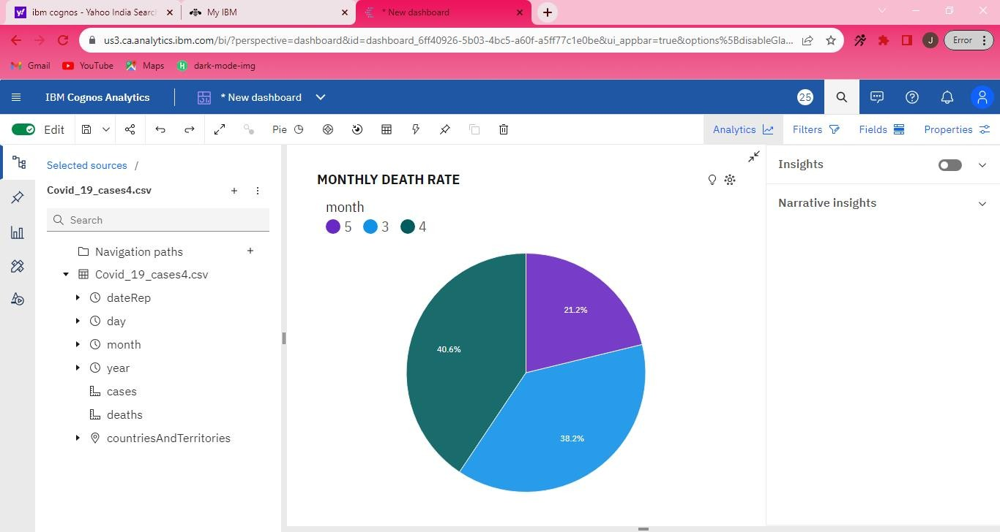 ibm cognos - Yahoo India Searc
My IBM
* New dashboard
us3.ca.analytics.ibm.com/bi/?perspective=dashboard&id=dashboard_6ff40926-5b03-4bc5-a60f-a5ff77c1e0be&ui_appbar=true&options%5BdisableGla...
J
Error
Gmail
YouTube
Maps
dark-mode-img
IBM Cognos Analytics
* New dashboard
25
Edit
Pie
Analytics
Filters
Fields
Properties
Selected sources /
Covid_19_cases4.csv
Search
Navigation paths
Covid_19_cases4.csv
dateRep
day
month
year
cases
deaths
countriesAndTerritories
MONTHLY DEATH RATE
month
5 3 4
21.2%
40.6%
38.2%
Insights
Narrative insights